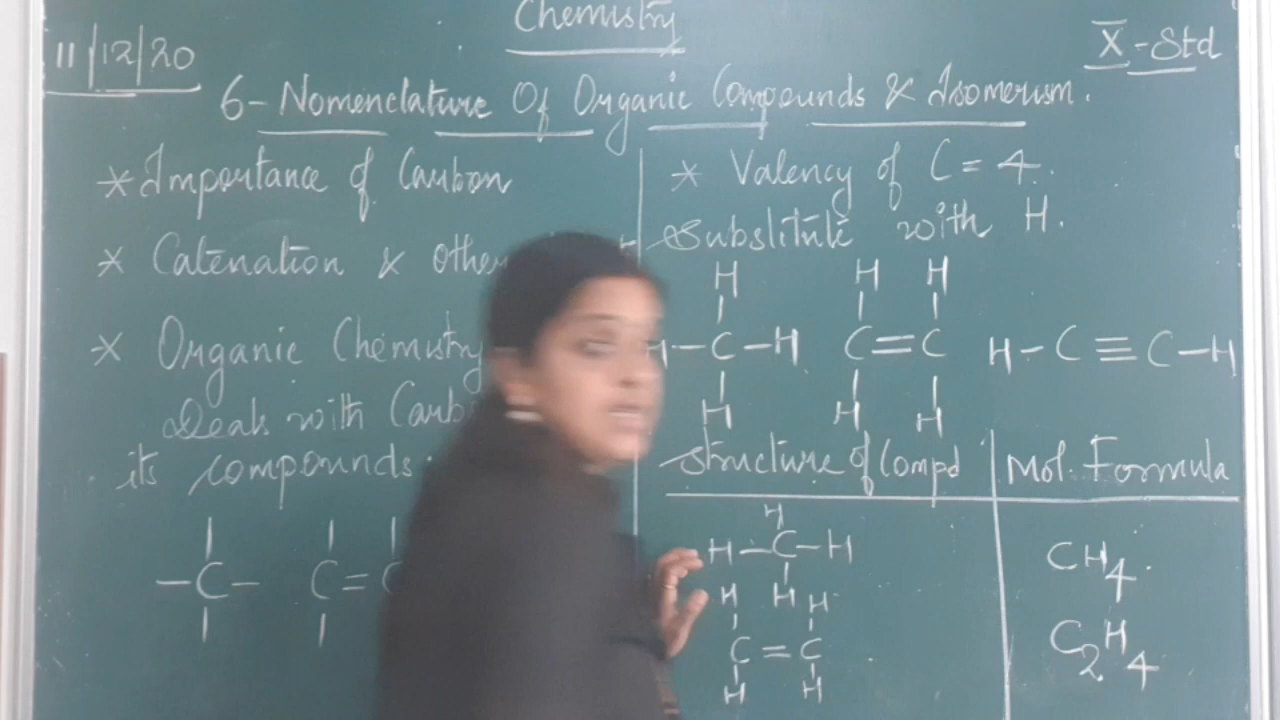 Chemistry
11/12/20
X-Std
6- Nomenclature Of Organic Compounds & Isomerism.
* Importance of Carbon
* Catenation & Other
* Organic Chemistry
Deals with Carb
its compounds.
–C– C=C
* Valency of C = 4.
Substitute with H.
H H H
H–C–H C=C H–C≡C–H
H H H
Structure of Compd Mol. Formula
H
H–C–H CH4.
H
H H
C=C C2H4
H H